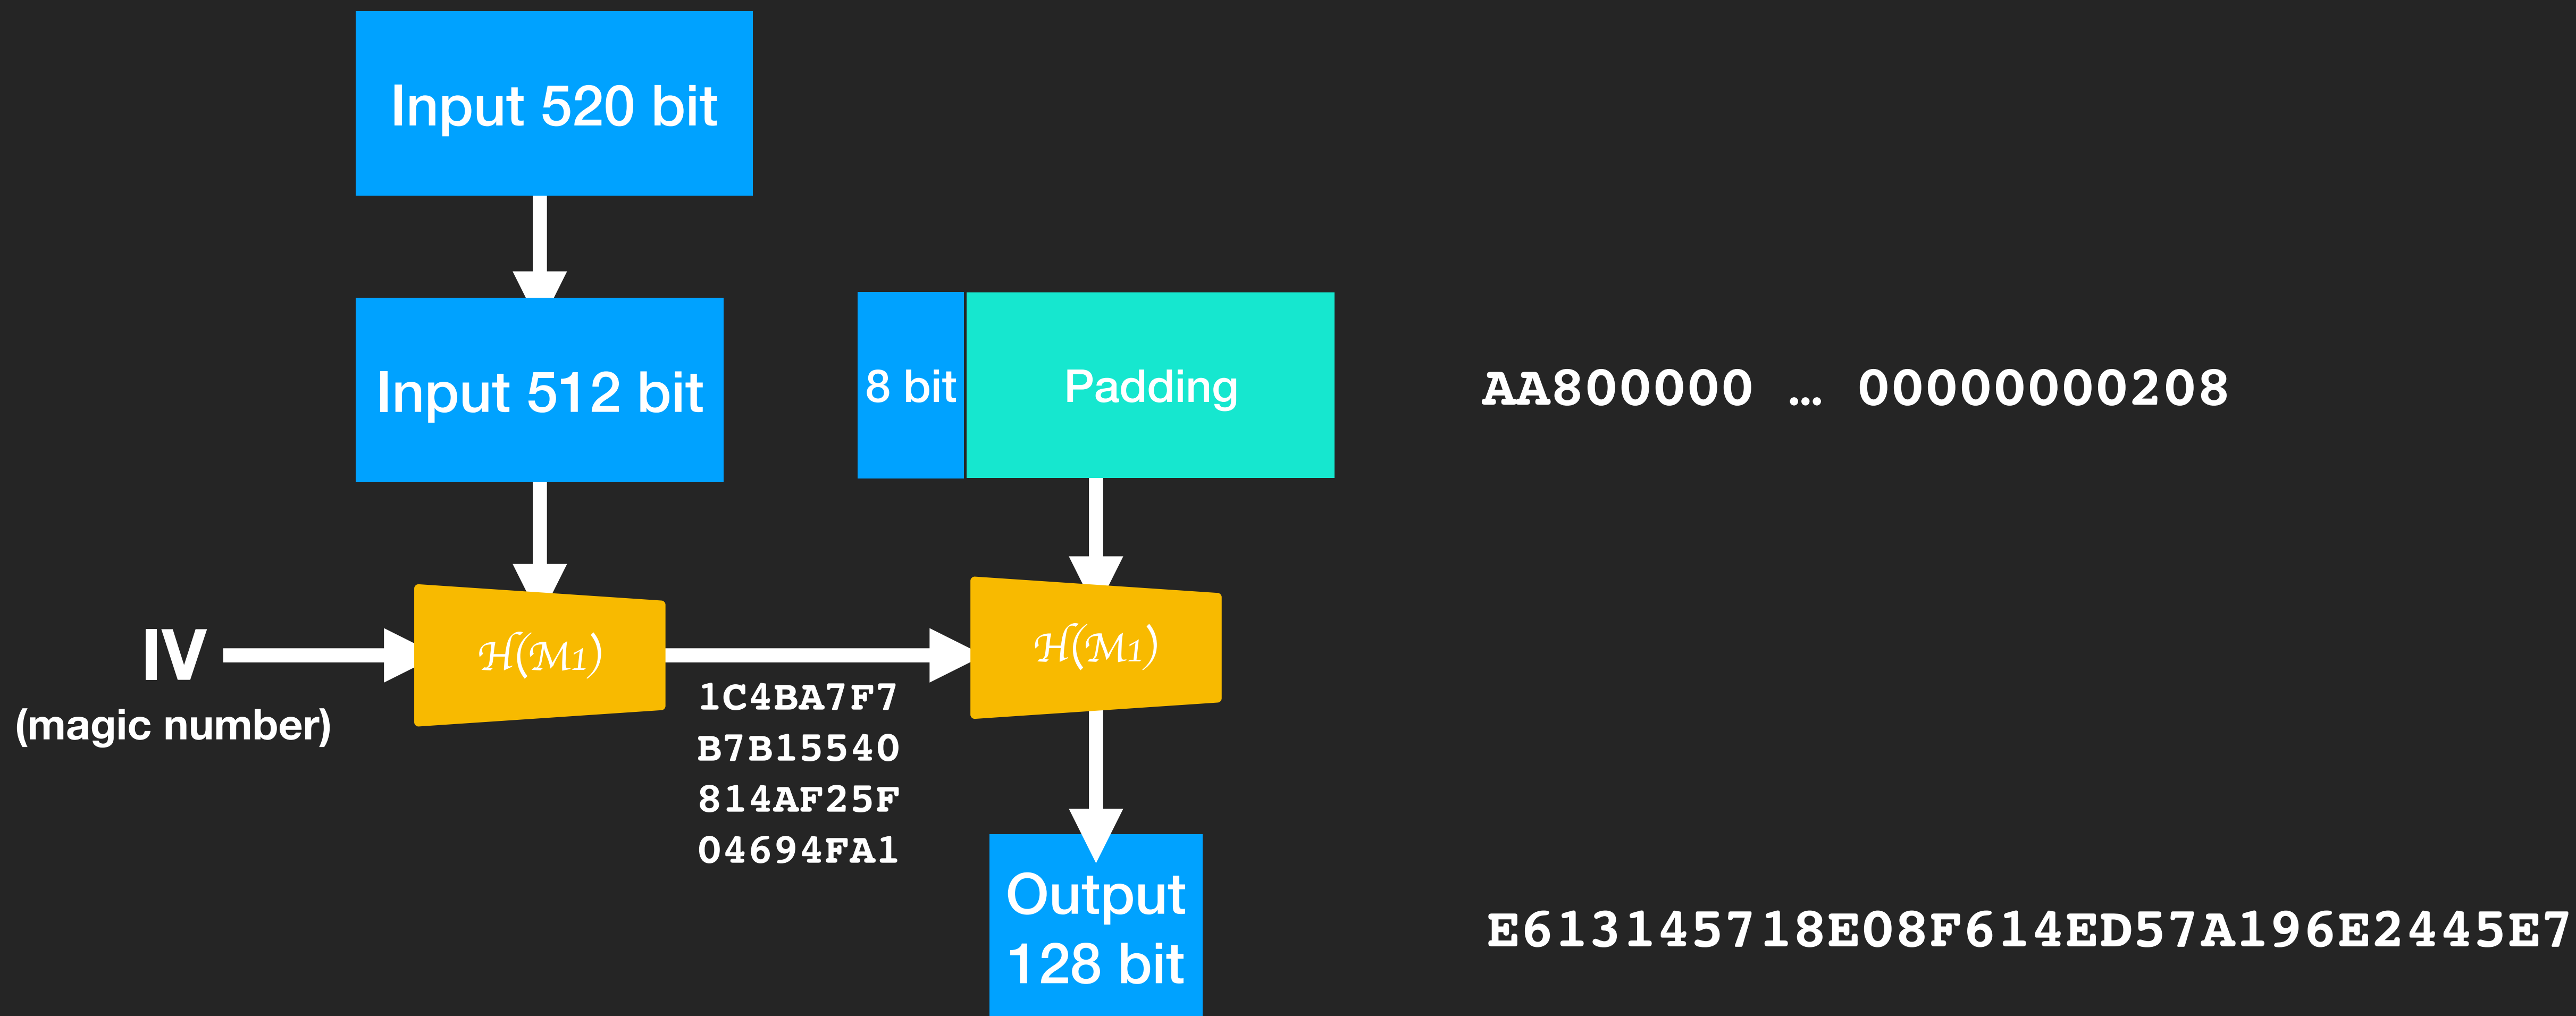 Input 520 bit
Input 512 bit
8 bit
Padding
AA800000 … 00000000208
IV
(magic number)
H(M1)
H(M1)
1C4BA7F7
B7B15540
814AF25F
04694FA1
Output
128 bit
E613145718E08F614ED57A196E2445E7